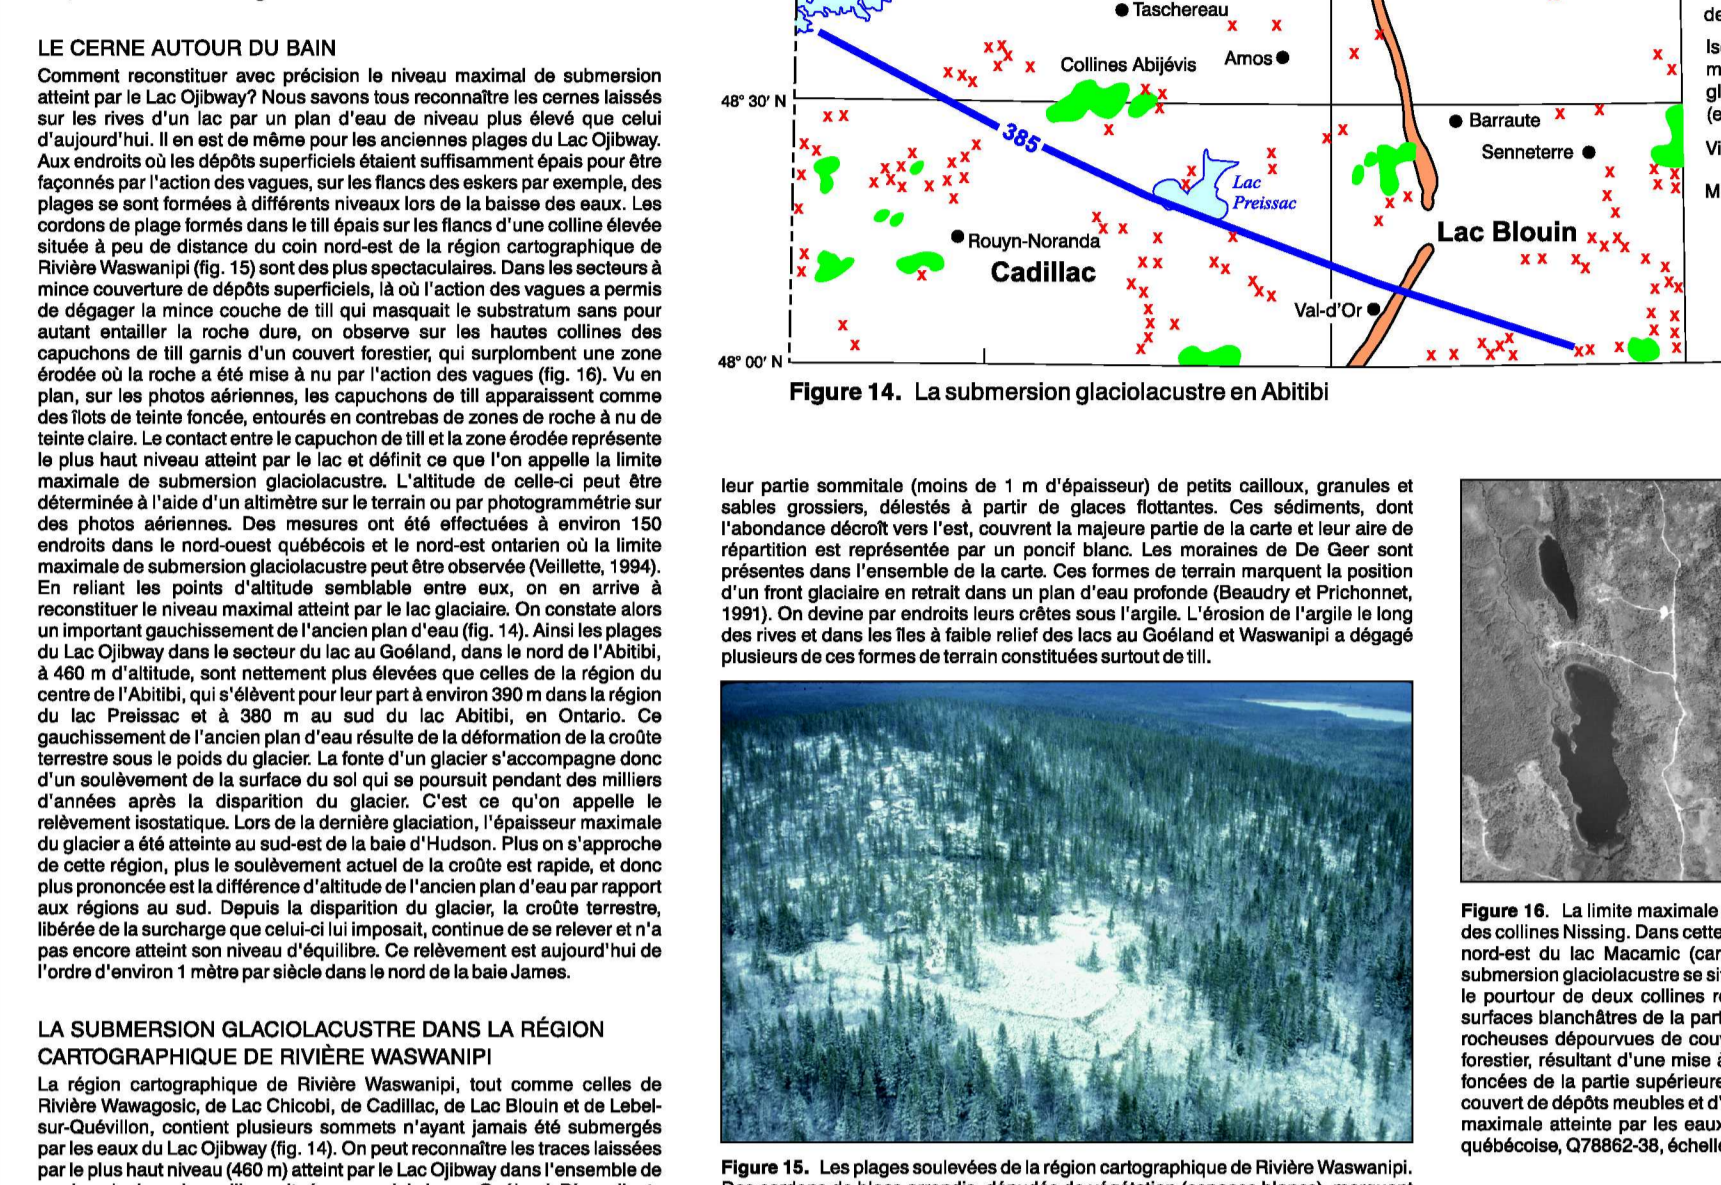 LE CERNE AUTOUR DU BAIN
Comment reconstituer avec précision le niveau maximal de submersion
atteint par le Lac Ojibway? Nous savons tous reconnaître les cernes laissés
sur les rives d'un lac par un plan d'eau de niveau plus élevé que celui
d'aujourd'hui. Il en est de même pour les anciennes plages du Lac Ojibway.
Aux endroits où les dépôts superficiels étaient suffisamment épais pour être
façonnés par l'action des vagues, sur les flancs des eskers par exemple, des
plages se sont formées à différents niveaux lors de la baisse des eaux. Les
cordons de plage formés dans le till épais sur les flancs d'une colline élevée
située à peu de distance du coin nord-est de la région cartographique de
Rivière Waswanipi (fig. 15) sont des plus spectaculaires. Dans les secteurs à
mince couverture de dépôts superficiels, là où l'action des vagues a permis
de dégager la mince couche de till qui masquait le substratum sans pour
autant entailler la roche dure, on observe sur les hautes collines des
capuchons de till garnis d'un couvert forestier, qui surplombent une zone
érodée où la roche a été mise à nu par l'action des vagues (fig. 16). Vu en
plan, sur les photos aériennes, les capuchons de till apparaissent comme
des îlots de teinte foncée, entourés en contrebas de zones de roche à nu de
teinte claire. Le contact entre le capuchon de till et la zone érodée représente
le plus haut niveau atteint par le lac et définit ce que l'on appelle la limite
maximale de submersion glaciolacustre. L'altitude de celle-ci peut être
déterminée à l'aide d'un altimètre sur le terrain ou par photogrammétrie sur
des photos aériennes. Des mesures ont été effectuées à environ 150
endroits dans le nord-ouest québécois et le nord-est ontarien où la limite
maximale de submersion glaciolacustre peut être observée (Veillette, 1994).
En reliant les points d'altitude semblable entre eux, on en arrive à
reconstituer le niveau maximal atteint par le lac glaciaire. On constate alors
un important gauchissement de l'ancien plan d'eau (fig. 14). Ainsi les plages
du Lac Ojibway dans le secteur du lac au Goéland, dans le nord de l'Abitibi,
à 460 m d'altitude, sont nettement plus élevées que celles de la région du
centre de l'Abitibi, qui s'élèvent pour leur part à environ 390 m dans la région
du lac Preissac et à 380 m au sud du lac Abitibi, en Ontario. Ce
gauchissement de l'ancien plan d'eau résulte de la déformation de la croûte
terrestre sous le poids du glacier. La fonte d'un glacier s'accompagne donc
d'un soulèvement de la surface du sol qui se poursuit pendant des milliers
d'années après la disparition du glacier. C'est ce qu'on appelle le
relèvement isostatique. Lors de la dernière glaciation, l'épaisseur maximale
du glacier a été atteinte au sud-est de la baie d'Hudson. Plus on s'approche
de cette région, plus le soulèvement actuel de la croûte est rapide, et donc
plus prononcée est la différence d'altitude de l'ancien plan d'eau par rapport
aux régions au sud. Depuis la disparition du glacier, la croûte terrestre,
libérée de la surcharge que celui-ci lui imposait, continue de se relever et n'a
pas encore atteint son niveau d'équilibre. Ce relèvement est aujourd'hui de
l'ordre d'environ 1 mètre par siècle dans le nord de la baie James.
LA SUBMERSION GLACIOLACUSTRE DANS LA RÉGION
CARTOGRAPHIQUE DE RIVIÈRE WASWANIPI
La région cartographique de Rivière Waswanipi, tout comme celles de
Rivière Wawagosic, de Lac Chicobi, de Cadillac, de Lac Blouin et de Lebel-
sur-Quévillon, contient plusieurs sommets n'ayant jamais été submergés
par les eaux du Lac Ojibway (fig. 14). On peut reconnaître les traces laissées
par le plus haut niveau (460 m) atteint par le Lac Ojibway dans l'ensemble de
Taschereau
Collines Abijévis
Amos
48° 30' N
385
Barraute
Senneterre
Lac
Preissac
Rouyn-Noranda
Cadillac
Lac Blouin
Val-d'Or
48° 00' N
Figure 14. La submersion glaciolacustre en Abitibi
leur partie sommitale (moins de 1 m d'épaisseur) de petits cailloux, granules et
sables grossiers, délestés à partir de glaces flottantes. Ces sédiments, dont
l'abondance décroît vers l'est, couvrent la majeure partie de la carte et leur aire de
répartition est représentée par un poncif blanc. Les moraines de De Geer sont
présentes dans l'ensemble de la carte. Ces formes de terrain marquent la position
d'un front glaciaire en retrait dans un plan d'eau profonde (Beaudry et Prichonnet,
1991). On devine par endroits leurs crêtes sous l'argile. L'érosion de l'argile le long
des rives et dans les îles à faible relief des lacs au Goéland et Waswanipi a dégagé
plusieurs de ces formes de terrain constituées surtout de till.
Figure 15. Les plages soulevées de la région cartographique de Rivière Waswanipi.
Figure 16. La limite maximale
des collines Nissing. Dans cette
nord-est du lac Macamic (car
submersion glaciolacustre se si
le pourtour de deux collines r
surfaces blanchâtres de la part
rocheuses dépourvues de cou
forestier, résultant d'une mise à
foncées de la partie supérieure
couvert de dépôts meubles et d'
maximale atteinte par les eaux
québécoise, Q78862-38, échelle